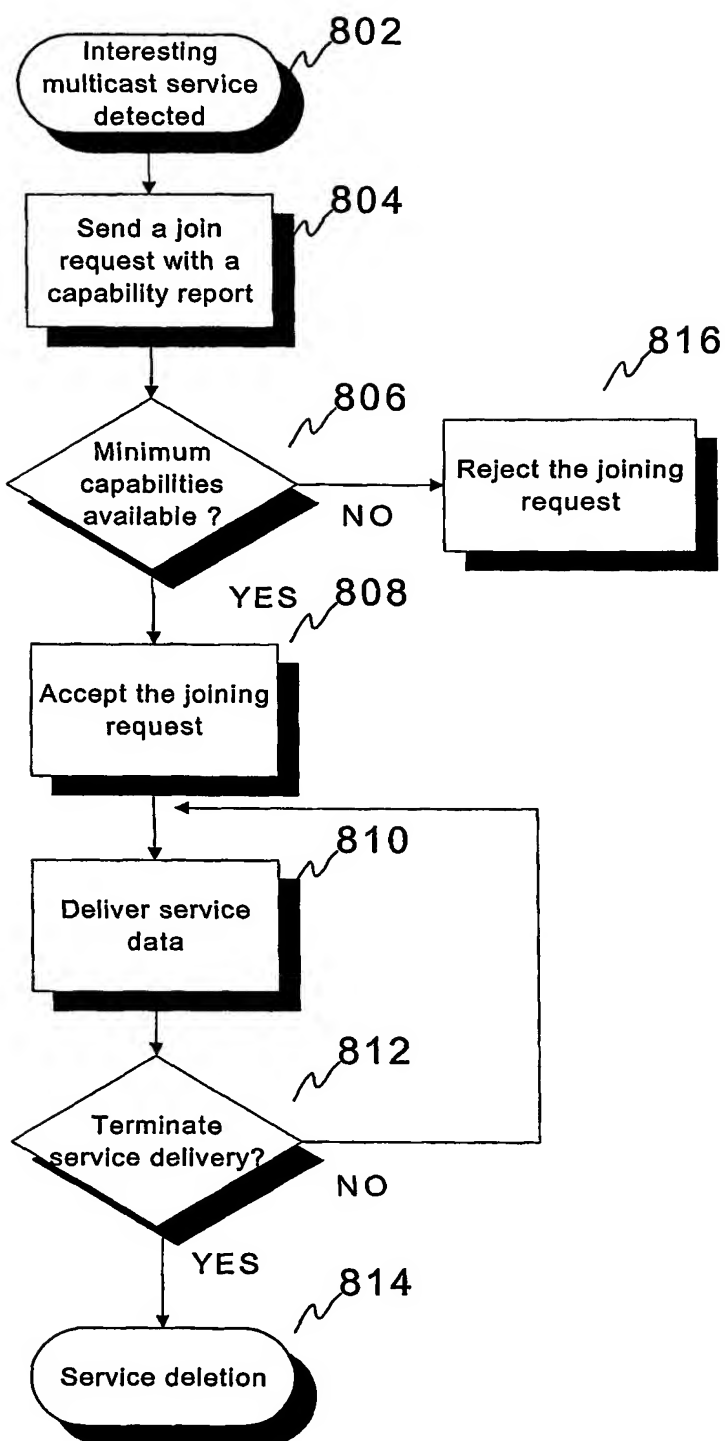 802
Interesting
multicast service
detected
804
Send a join
request with a
capability report
806
Minimum
capabilities
available ?
NO
816
Reject the joining
request
YES
808
Accept the joining
request
810
Deliver service
data
812
Terminate
service delivery?
NO
YES
814
Service deletion